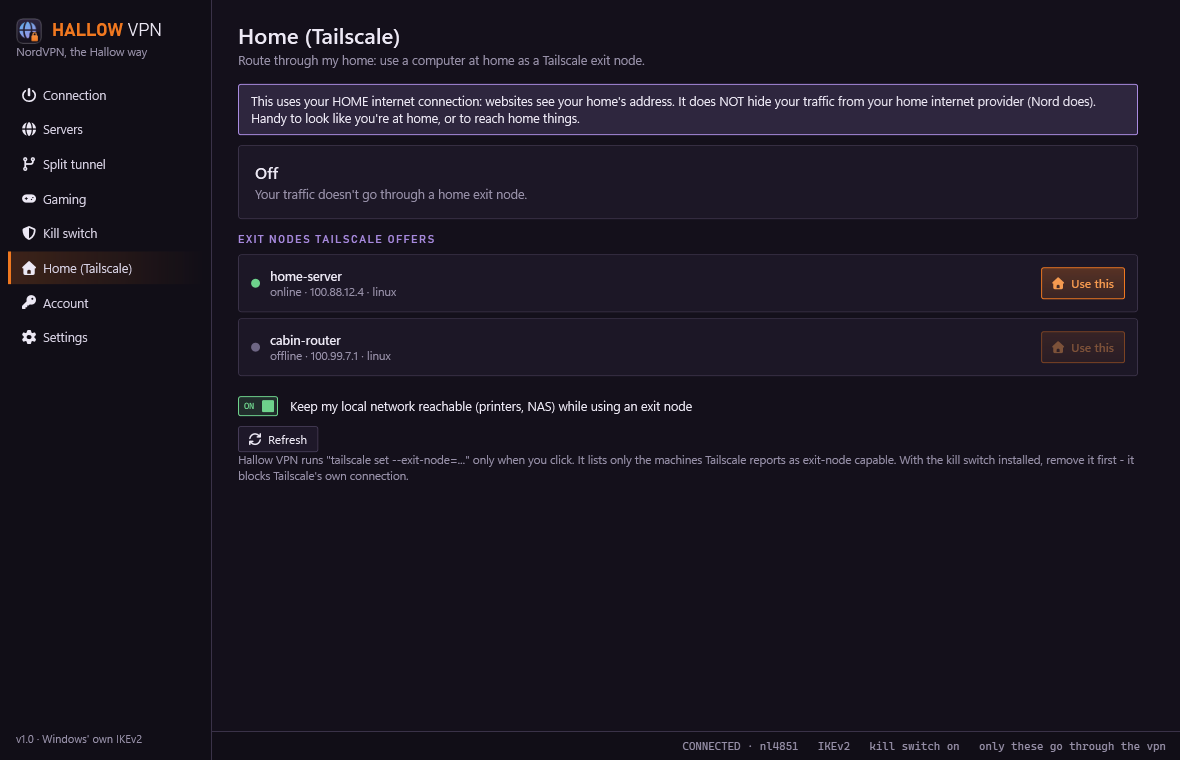 HALLOW VPN
NordVPN, the Hallow way
Connection
Servers
Split tunnel
Gaming
Kill switch
Home (Tailscale)
Account
Settings
v1.0 · Windows' own IKEv2
Home (Tailscale)
Route through my home: use a computer at home as a Tailscale exit node.
This uses your HOME internet connection: websites see your home's address. It does NOT hide your traffic from your home internet provider (Nord does).
Handy to look like you're at home, or to reach home things.
Off
Your traffic doesn't go through a home exit node.
EXIT NODES TAILSCALE OFFERS
home-server
online · 100.88.12.4 · linux
Use this
cabin-router
offline · 100.99.7.1 · linux
Use this
ON
Keep my local network reachable (printers, NAS) while using an exit node
Refresh
Hallow VPN runs "tailscale set --exit-node=..." only when you click. It lists only the machines Tailscale reports as exit-node capable. With the kill switch installed, remove it first - it
blocks Tailscale's own connection.
CONNECTED · nl4851 IKEv2 kill switch on only these go through the vpn